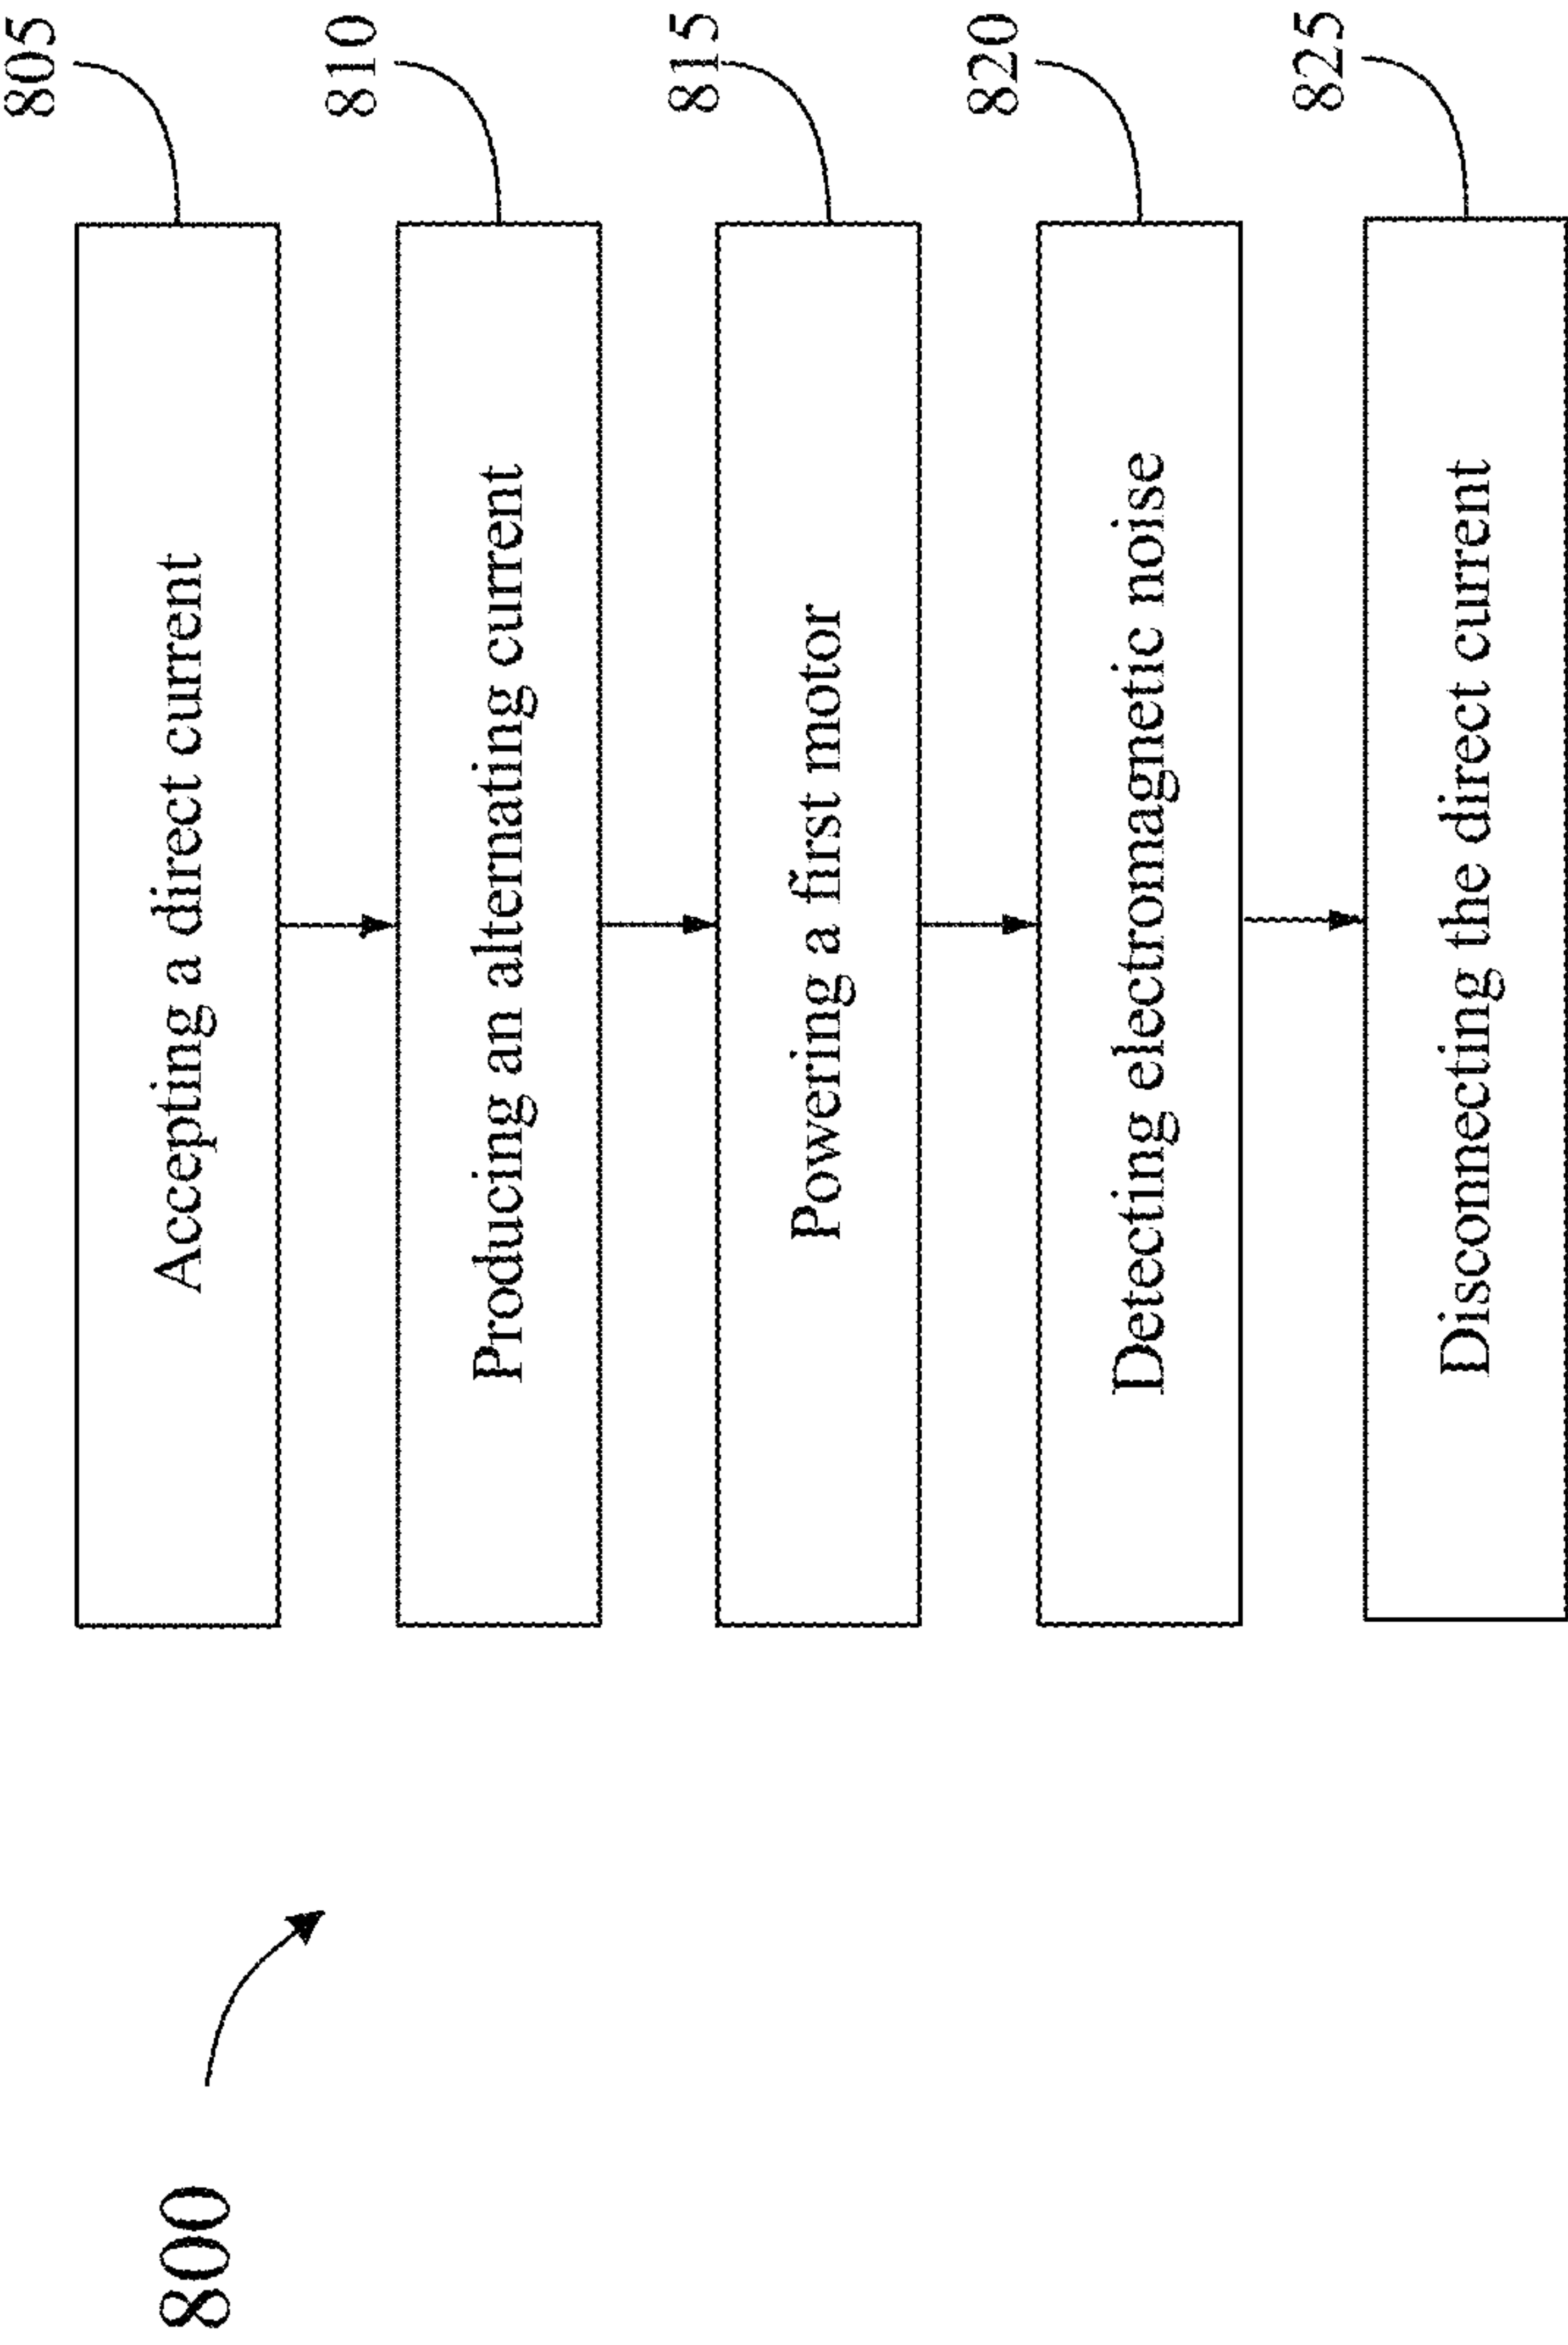 800
805
Accepting a direct current
810
Producing an alternating current
815
Powering a first motor
820
Detecting electromagnetic noise
825
Disconnecting the direct current